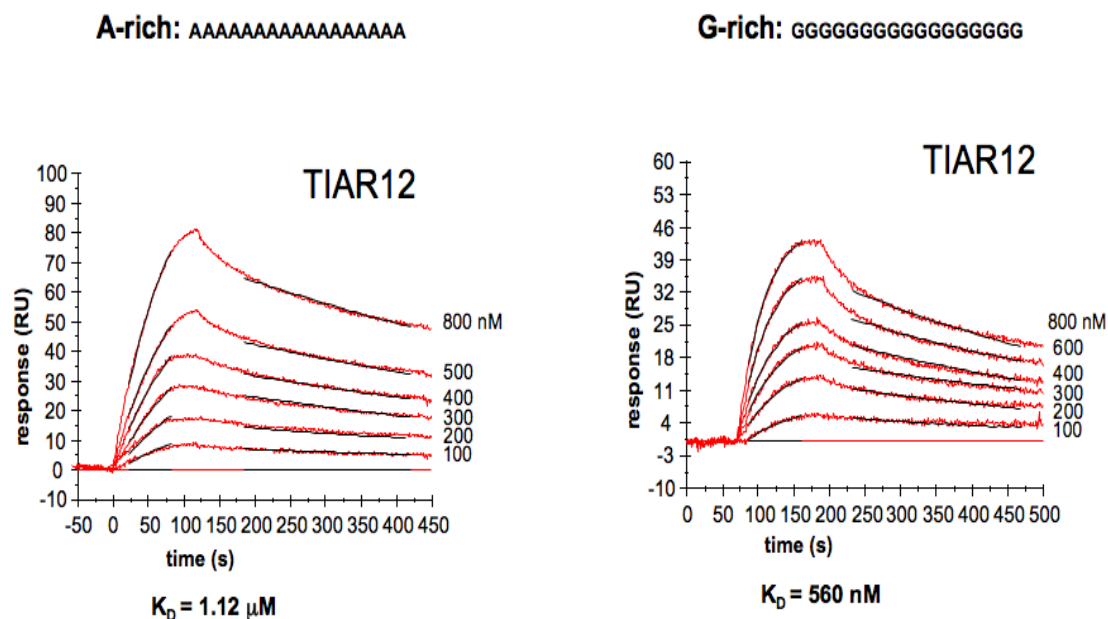 A-rich: AAAAAAAAAAAAAAAAA
TIAR12
100
90
80
70
60
50
40
30
20
10
0
-10
response (RU)
800 nM
500
400
300
200
100
-50 0 50 100 150 200 250 300 350 400 450
time (s)
K_D = 1.12 μM
G-rich: GGGGGGGGGGGGGGGGG
TIAR12
60
53
46
39
32
25
18
11
4
-3
-10
response (RU)
800 nM
600
400
300
200
100
0 50 100 150 200 250 300 350 400 450 500
time (s)
K_D = 560 nM